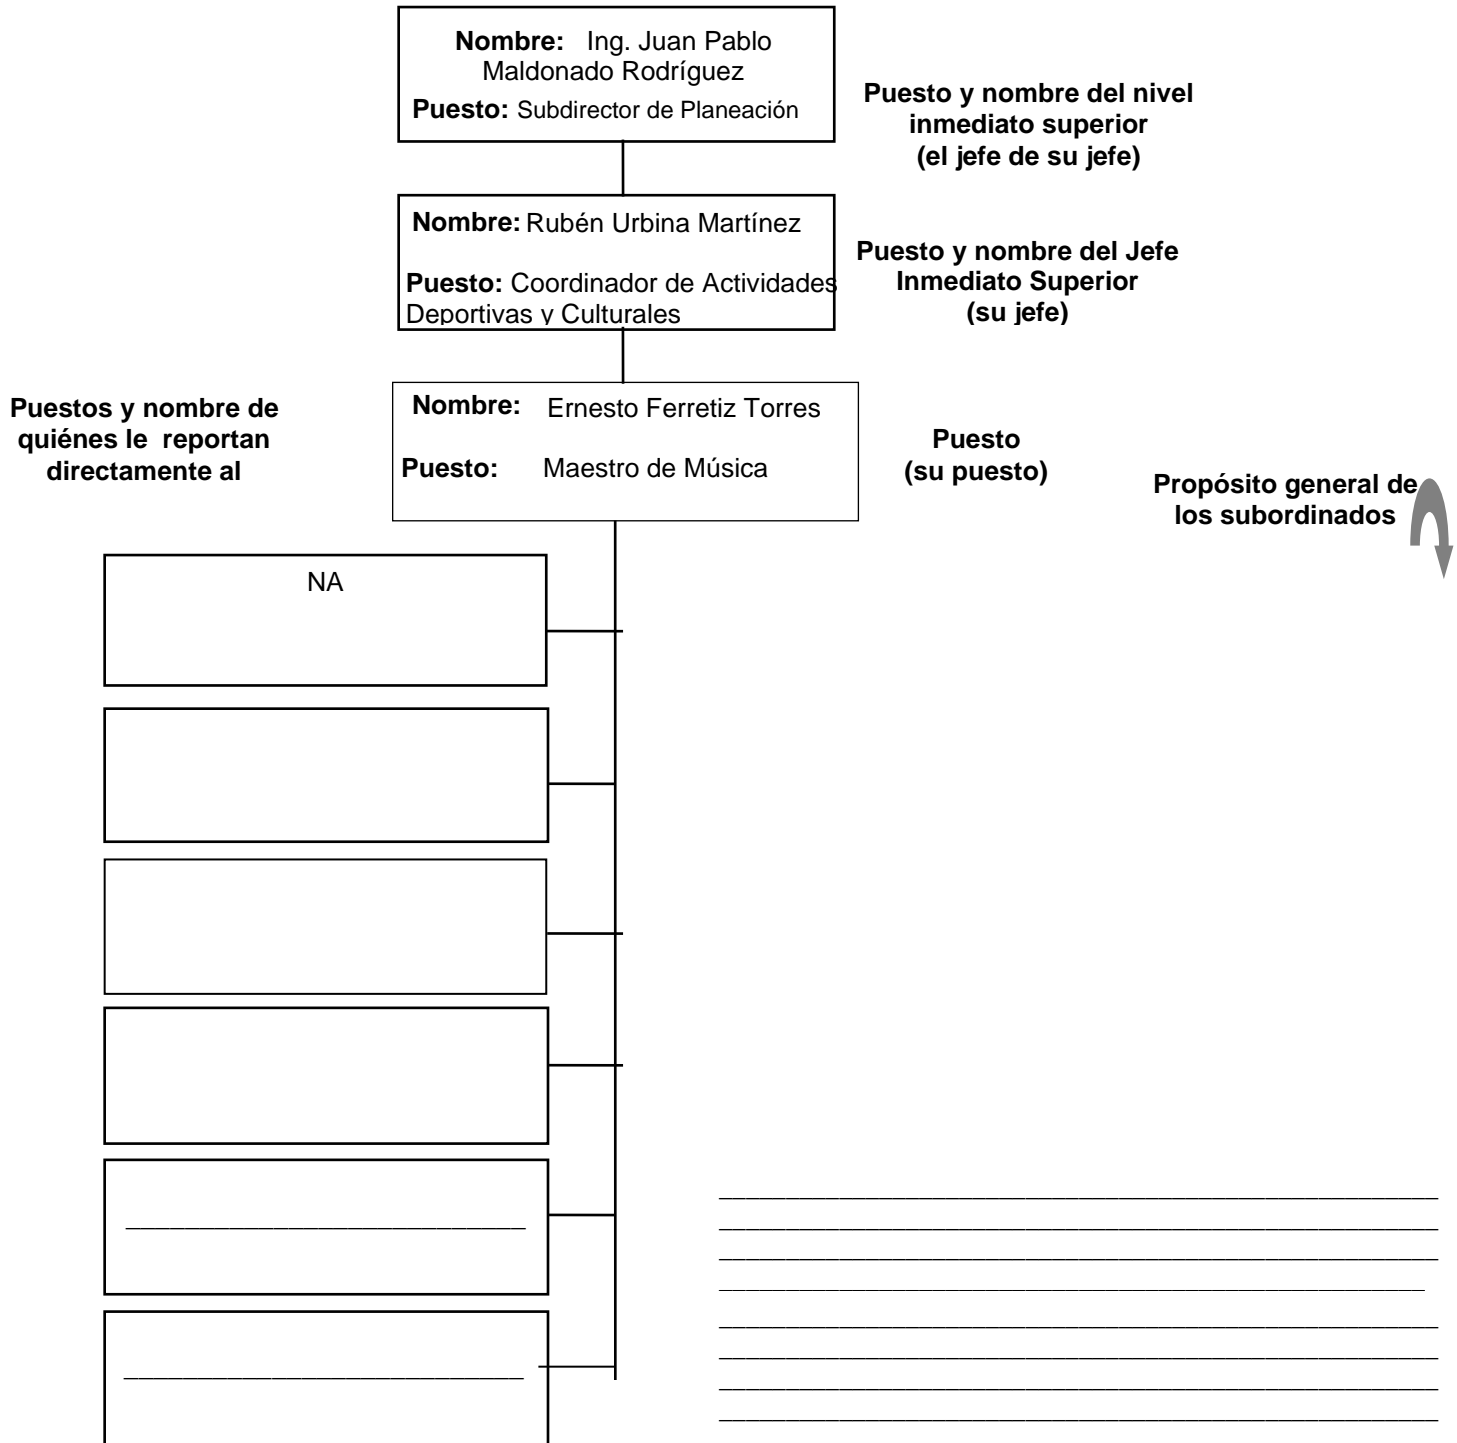 Nombre: Ing. Juan Pablo
Maldonado Rodríguez
Puesto: Subdirector de Planeación
Puesto y nombre del nivel
inmediato superior
(el jefe de su jefe)
Nombre: Rubén Urbina Martínez
Puesto: Coordinador de Actividades
Deportivas y Culturales
Puesto y nombre del Jefe
Inmediato Superior
(su jefe)
Puestos y nombre de
quiénes le reportan
directamente al
Nombre: Ernesto Ferretiz Torres
Puesto: Maestro de Música
Puesto
(su puesto)
Propósito general de
los subordinados
NA